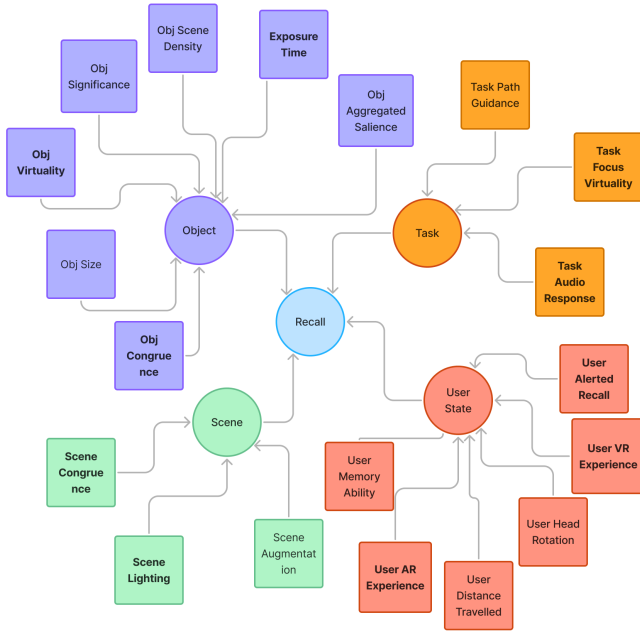 Obj Scene
Density
Exposure
Time
Obj
Significance
Obj
Aggregated
Salience
Task Path
Guidance
Obj
Virtuality
Task
Focus
Virtuality
Object
Task
Obj Size
Task
Audio
Response
Recall
Obj
Congrue
nce
User
Alerted
Recall
User
State
Scene
User VR
Experience
Scene
Congrue
nce
User
Memory
Ability
User Head
Rotation
Scene
Augmentat
ion
Scene
Lighting
User AR
Experience
User
Distance
Travelled